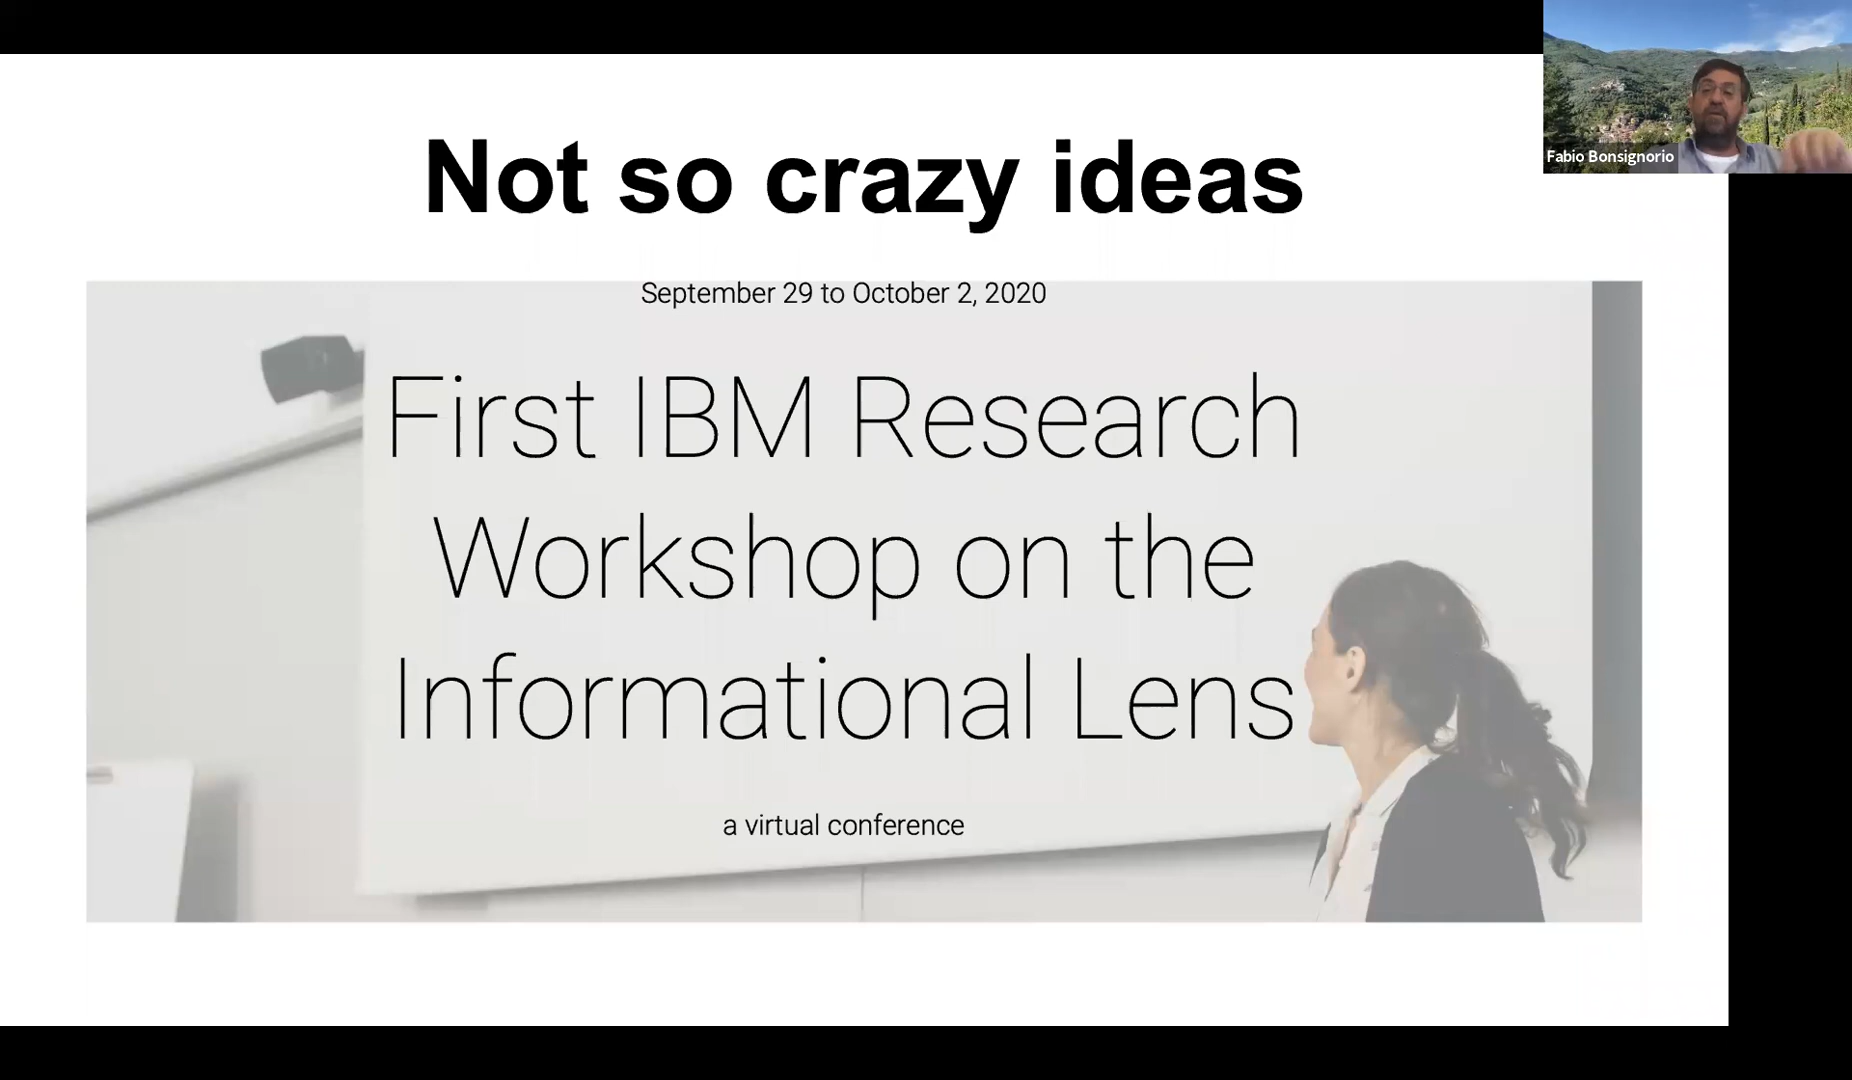 Not so crazy ideas
Fabio Bonsignorio
September 29 to October 2, 2020
First IBM Research
Workshop on the
Informational Lens
a virtual conference